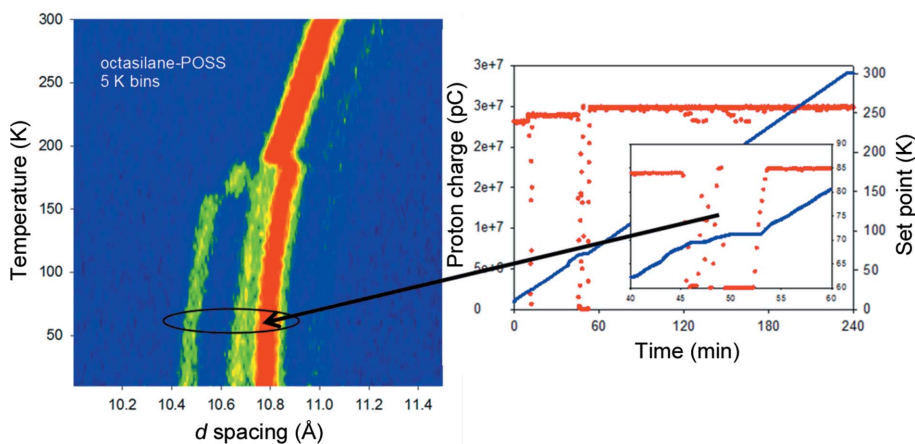 octasilane-POSS
5 K bins
Temperature (K)
300
250
200
150
100
50
10.2 10.4 10.6 10.8 11.0 11.2 11.4
d spacing (Å)
Proton charge (pC)
3e+7
3e+7
2e+7
2e+7
1e+7
5e+6
0
0 60 120 180 240
Time (min)
Set point (K)
300
250
200
150
100
50
0
90
85
80
75
70
65
60
40 45 50 55 60